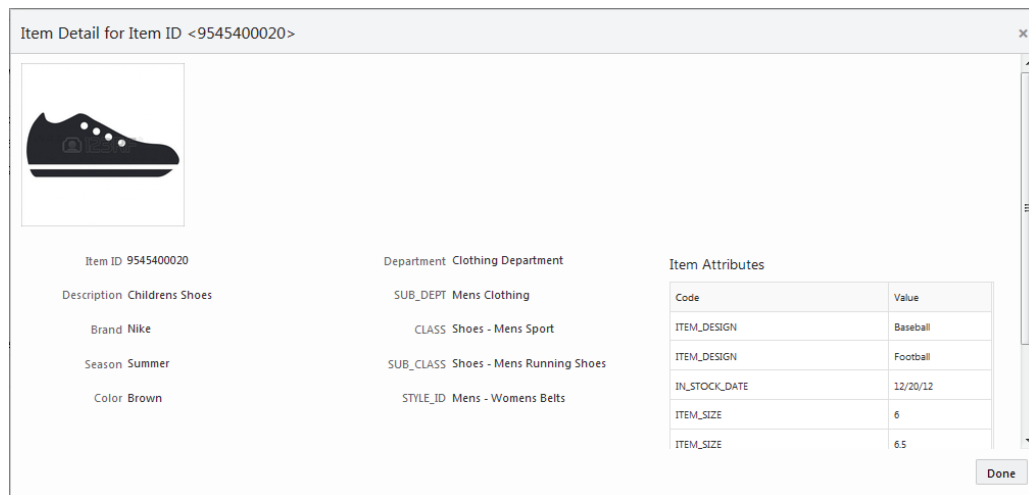 Item Detail for Item ID <9545400020>
Item ID 9545400020
Description Childrens Shoes
Brand Nike
Season Summer
Color Brown
Department Clothing Department
SUB_DEPT Mens Clothing
CLASS Shoes - Mens Sport
SUB_CLASS Shoes - Mens Running Shoes
STYLE_ID Mens - Womens Belts
Item Attributes
Code Value
ITEM_DESIGN Baseball
ITEM_DESIGN Football
IN_STOCK_DATE 12/20/12
ITEM_SIZE 6
ITEM_SIZE 6.5
Done